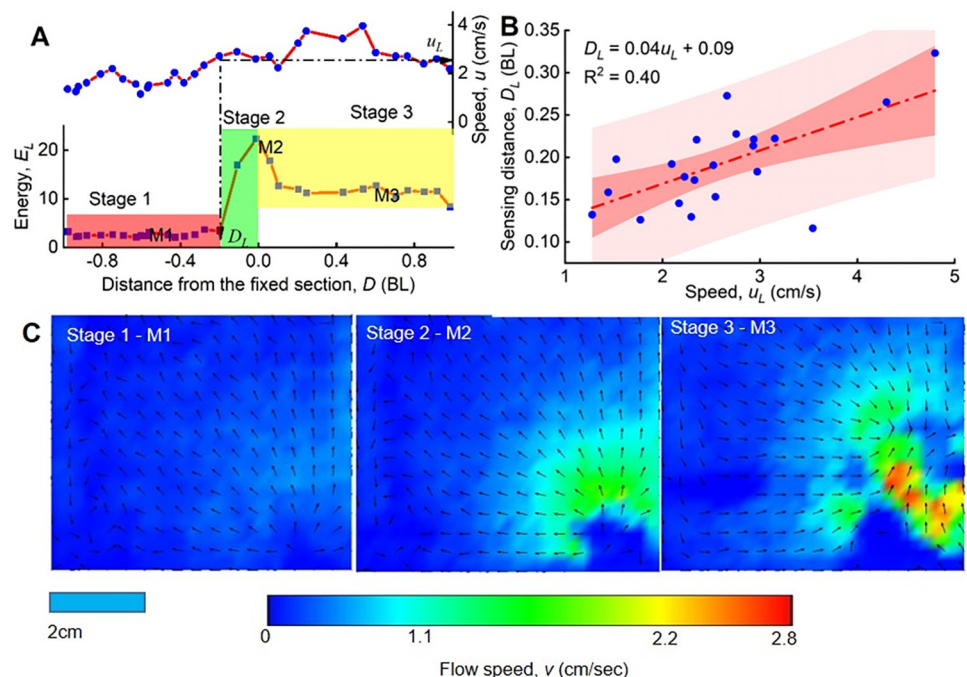 A
4
2
0
Speed, u (cm/s)
u_L
Stage 1
Stage 2
Stage 3
M1
M2
M3
D_L
20
10
0
Energy, E_L
-0.8
-0.4
0.0
0.4
0.8
Distance from the fixed section, D (BL)
B
D_L = 0.04u_L + 0.09
R² = 0.40
0.35
0.30
0.25
0.20
0.15
0.10
Sensing distance, D_L (BL)
1
2
3
4
5
Speed, u_L (cm/s)
C
Stage 1 - M1
Stage 2 - M2
Stage 3 - M3
2cm
0
1.1
2.2
2.8
Flow speed, v (cm/sec)